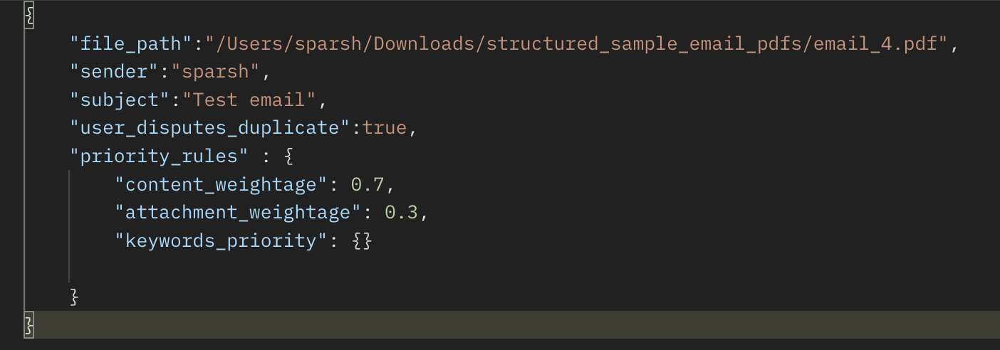 {
"file_path":"/Users/sparsh/Downloads/structured_sample_email_pdfs/email_4.pdf",
"sender":"sparsh",
"subject":"Test email",
"user_disputes_duplicate":true,
"priority_rules" : {
"content_weightage": 0.7,
"attachment_weightage": 0.3,
"keywords_priority": {}
}
}